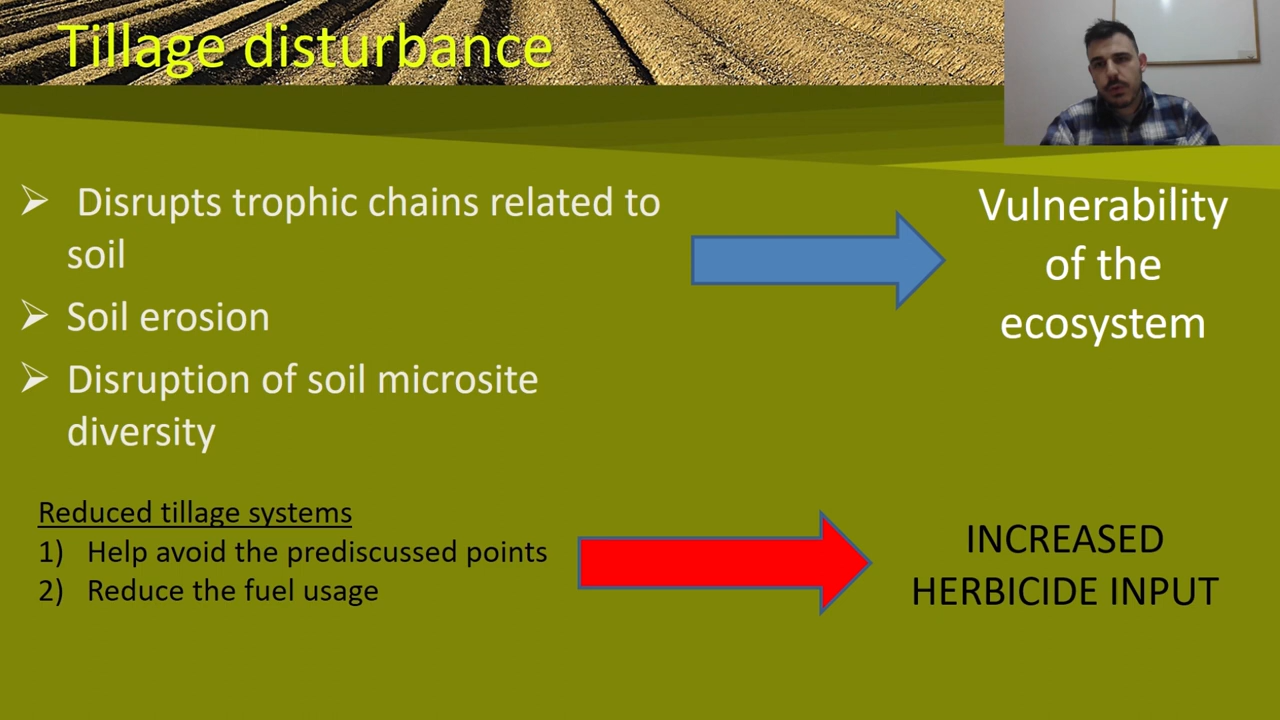 Tillage disturbance
➢ Disrupts trophic chains related to
soil
➢ Soil erosion
➢ Disruption of soil microsite
diversity
Vulnerability
of the
ecosystem
Reduced tillage systems
1) Help avoid the prediscussed points
2) Reduce the fuel usage
INCREASED
HERBICIDE INPUT